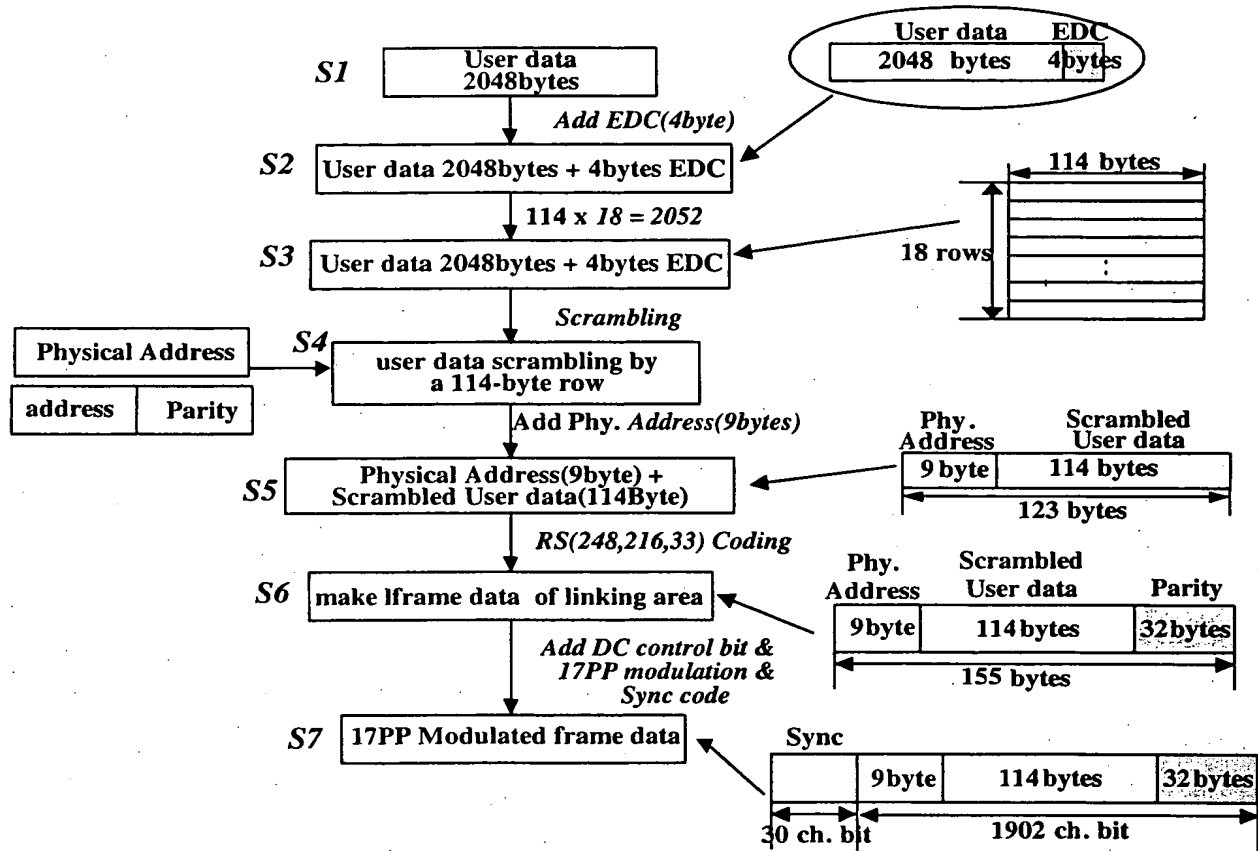 S1
User data
2048bytes
User data EDC
2048 bytes 4bytes
Add EDC(4byte)
S2
User data 2048bytes + 4bytes EDC
114 x 18 = 2052
114 bytes
18 rows
:
S3
User data 2048bytes + 4bytes EDC
Scrambling
Physical Address
address Parity
S4
user data scrambling by
a 114-byte row
Add Phy. Address(9bytes)
S5
Physical Address(9byte) +
Scrambled User data(114Byte)
Phy.
Address
Scrambled
User data
9 byte 114 bytes
123 bytes
RS(248,216,33) Coding
S6
make 1frame data of linking area
Phy.
Address
Scrambled
User data
Parity
9byte 114bytes 32bytes
155 bytes
Add DC control bit &
17PP modulation &
Sync code
S7
17PP Modulated frame data
Sync
9byte 114bytes 32bytes
30 ch. bit 1902 ch. bit